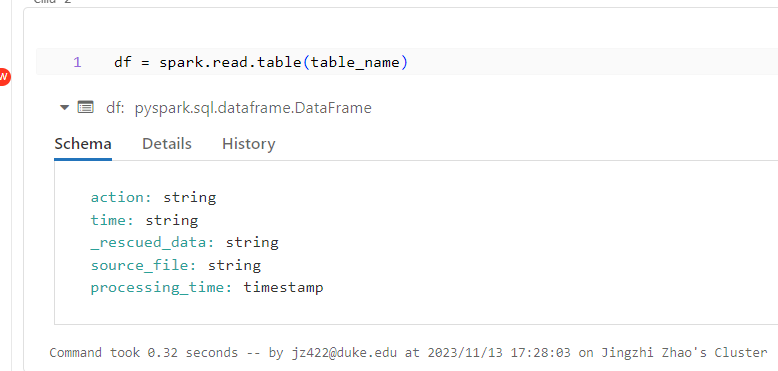 Cmd 2
1 df = spark.read.table(table_name)
W
df: pyspark.sql.dataframe.DataFrame
Schema Details History
action: string
time: string
_rescued_data: string
source_file: string
processing_time: timestamp
Command took 0.32 seconds -- by jz422@duke.edu at 2023/11/13 17:28:03 on Jingzhi Zhao's Cluster